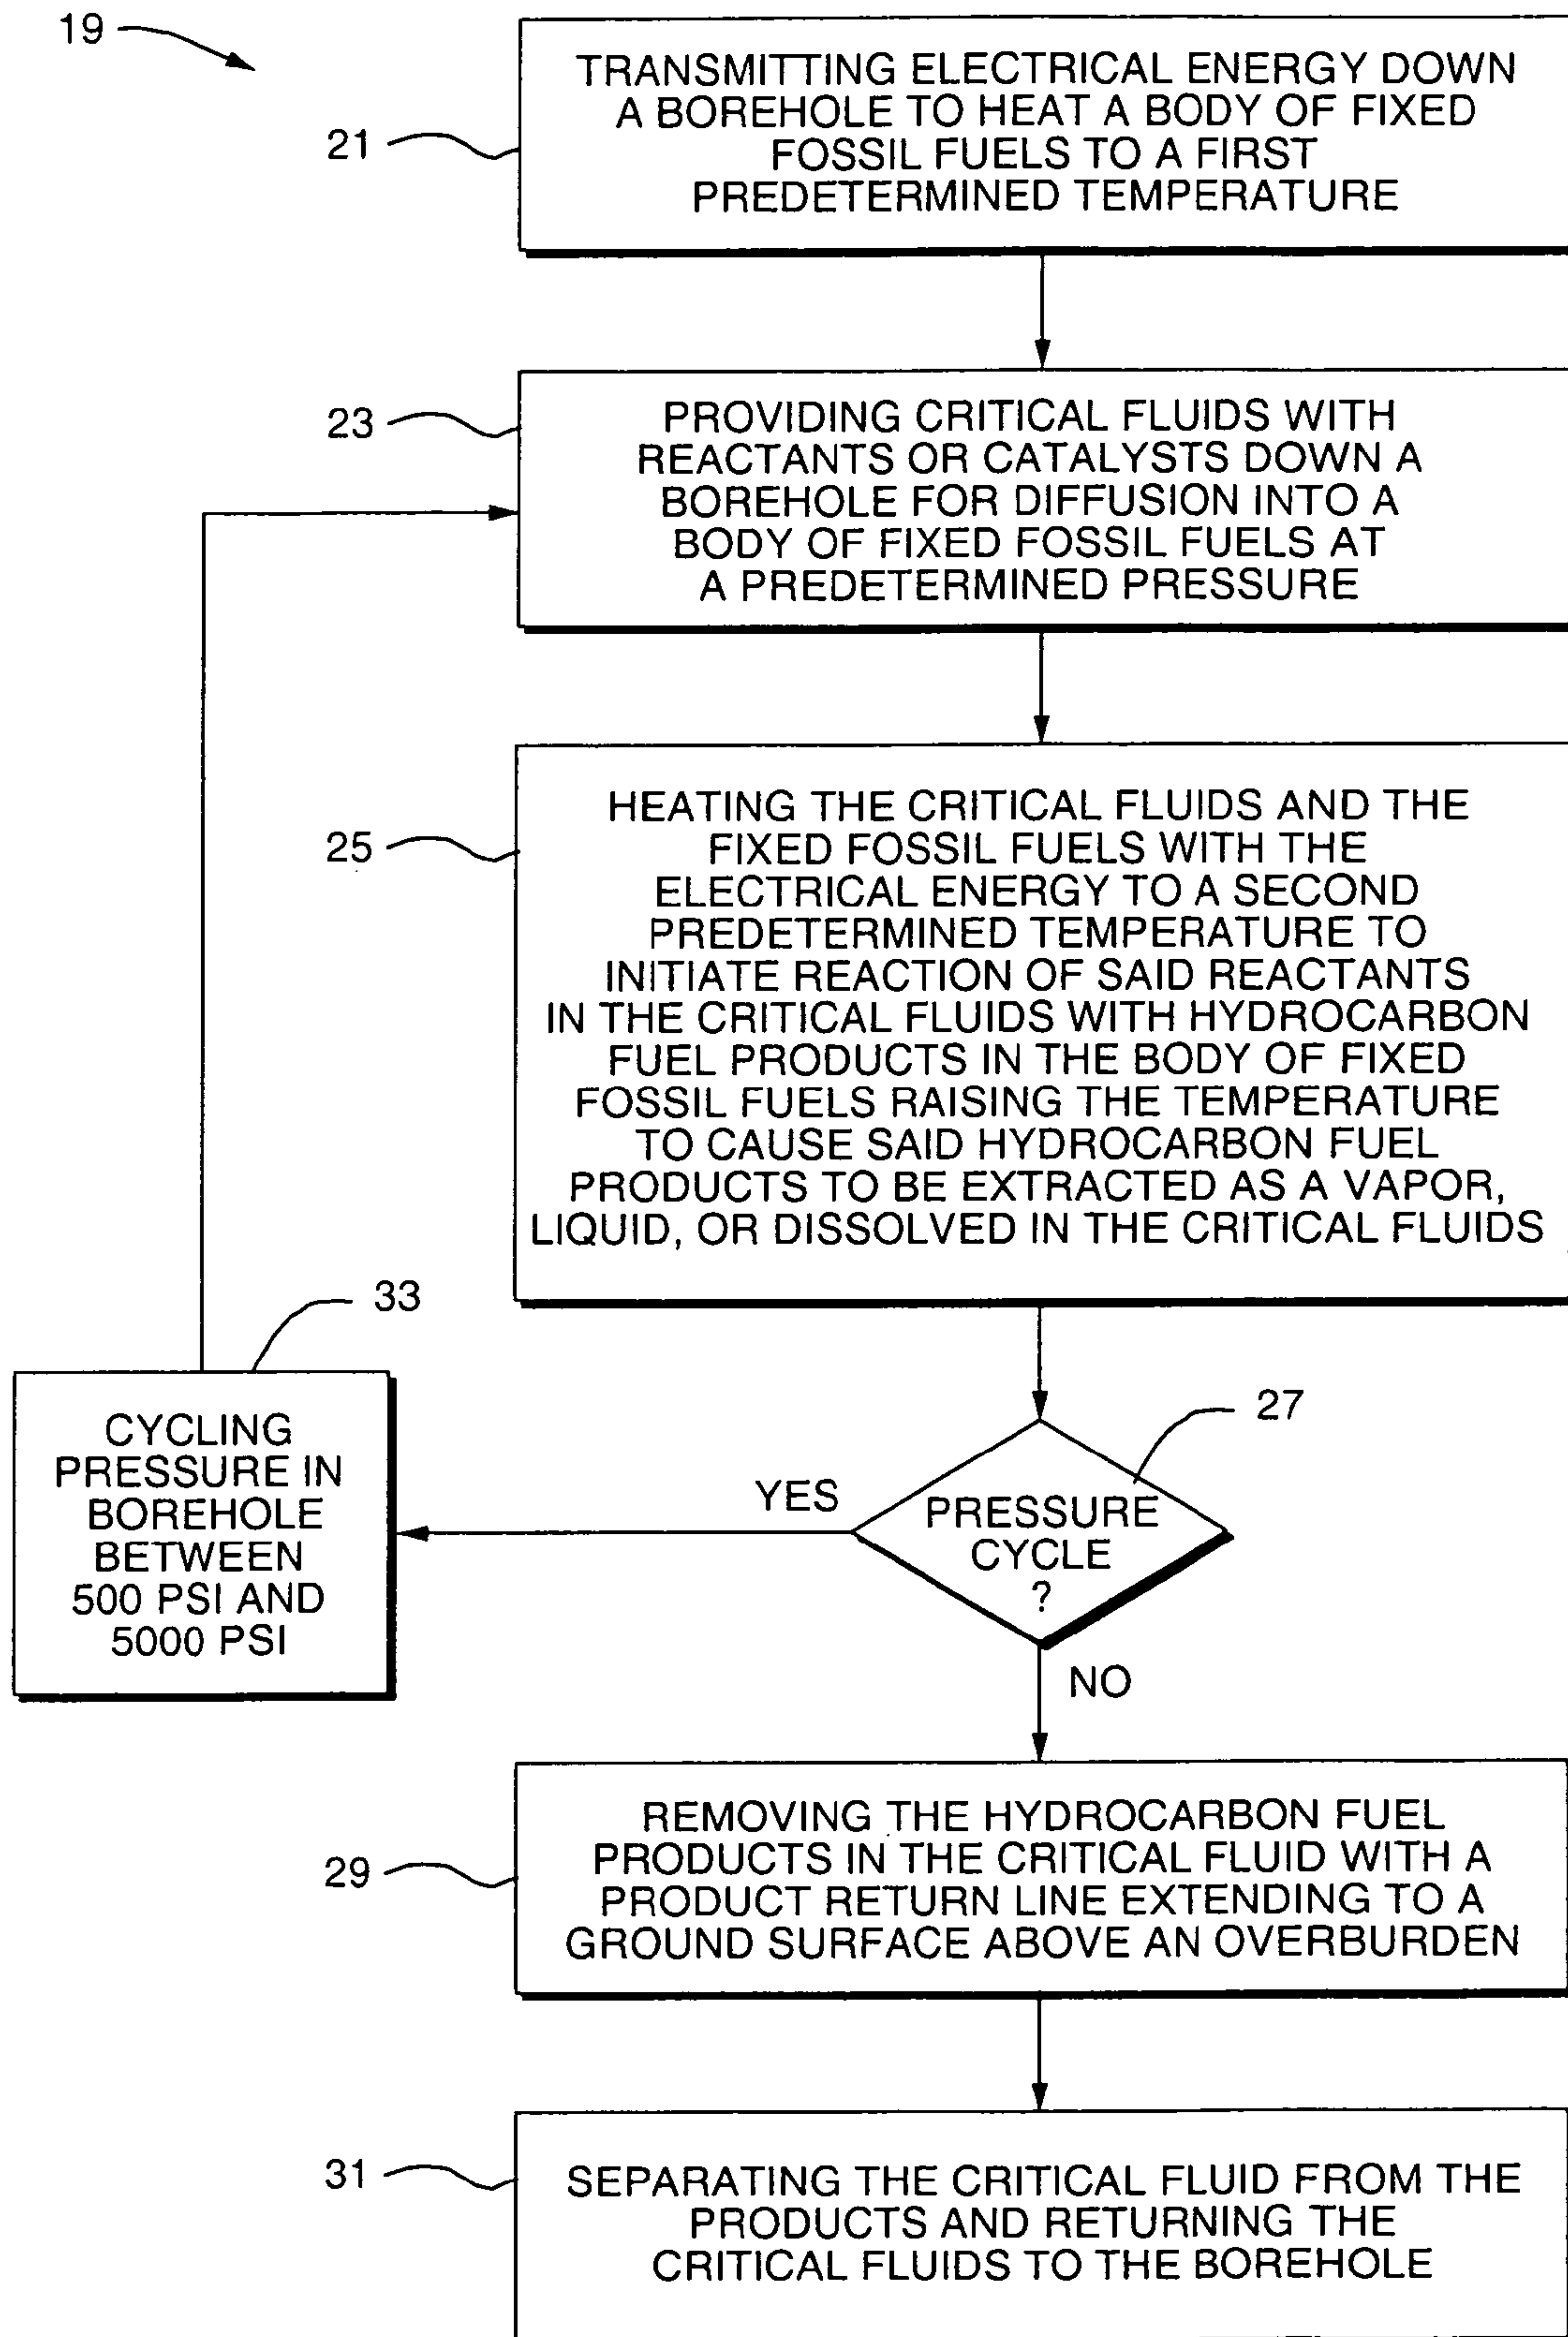 19
21
TRANSMITTING ELECTRICAL ENERGY DOWN
A BOREHOLE TO HEAT A BODY OF FIXED
FOSSIL FUELS TO A FIRST
PREDETERMINED TEMPERATURE
23
PROVIDING CRITICAL FLUIDS WITH
REACTANTS OR CATALYSTS DOWN A
BOREHOLE FOR DIFFUSION INTO A
BODY OF FIXED FOSSIL FUELS AT
A PREDETERMINED PRESSURE
25
HEATING THE CRITICAL FLUIDS AND THE
FIXED FOSSIL FUELS WITH THE
ELECTRICAL ENERGY TO A SECOND
PREDETERMINED TEMPERATURE TO
INITIATE REACTION OF SAID REACTANTS
IN THE CRITICAL FLUIDS WITH HYDROCARBON
FUEL PRODUCTS IN THE BODY OF FIXED
FOSSIL FUELS RAISING THE TEMPERATURE
TO CAUSE SAID HYDROCARBON FUEL
PRODUCTS TO BE EXTRACTED AS A VAPOR,
LIQUID, OR DISSOLVED IN THE CRITICAL FLUIDS
33
CYCLING
PRESSURE IN
BOREHOLE
BETWEEN
500 PSI AND
5000 PSI
27
YES
PRESSURE
CYCLE
?
NO
29
REMOVING THE HYDROCARBON FUEL
PRODUCTS IN THE CRITICAL FLUID WITH A
PRODUCT RETURN LINE EXTENDING TO A
GROUND SURFACE ABOVE AN OVERBURDEN
31
SEPARATING THE CRITICAL FLUID FROM THE
PRODUCTS AND RETURNING THE
CRITICAL FLUIDS TO THE BOREHOLE